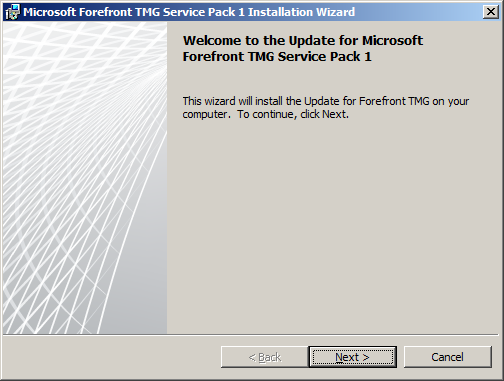 Microsoft Forefront TMG Service Pack 1 Installation Wizard
Welcome to the Update for Microsoft
Forefront TMG Service Pack 1
This wizard will install the Update for Forefront TMG on your
computer. To continue, click Next.
< Back
Next >
Cancel